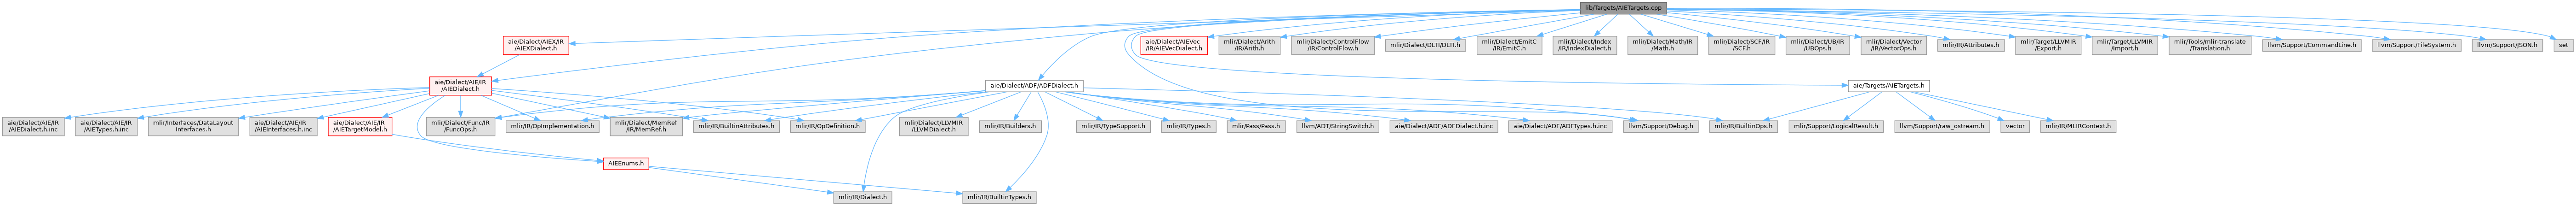 lib/Targets/AIETargets.cpp
aie/Dialect/AIEX/IR
/AIEXDialect.h
aie/Dialect/AIEVec
/IR/AIEVecDialect.h
mlir/Dialect/Arith
/IR/Arith.h
mlir/Dialect/ControlFlow
/IR/ControlFlow.h
mlir/Dialect/DLTI/DLTI.h
mlir/Dialect/EmitC
/IR/EmitC.h
mlir/Dialect/Index
/IR/IndexDialect.h
mlir/Dialect/Math/IR
/Math.h
mlir/Dialect/SCF/IR
/SCF.h
mlir/Dialect/UB/IR
/UBOps.h
mlir/Dialect/Vector
/IR/VectorOps.h
mlir/IR/Attributes.h
mlir/Target/LLVMIR
/Export.h
mlir/Target/LLVMIR
/Import.h
mlir/Tools/mlir-translate
/Translation.h
llvm/Support/CommandLine.h
llvm/Support/FileSystem.h
llvm/Support/JSON.h
set
aie/Dialect/AIE/IR
/AIEDialect.h
aie/Dialect/ADF/ADFDialect.h
aie/Targets/AIETargets.h
aie/Dialect/AIE/IR
/AIEDialect.h.inc
aie/Dialect/AIE/IR
/AIETypes.h.inc
mlir/Interfaces/DataLayout
Interfaces.h
aie/Dialect/AIE/IR
/AIEInterfaces.h.inc
aie/Dialect/AIE/IR
/AIETargetModel.h
mlir/Dialect/Func/IR
/FuncOps.h
mlir/IR/OpImplementation.h
mlir/Dialect/MemRef
/IR/MemRef.h
mlir/IR/BuiltinAttributes.h
mlir/IR/OpDefinition.h
mlir/Dialect/LLVMIR
/LLVMDialect.h
mlir/IR/Builders.h
mlir/IR/TypeSupport.h
mlir/IR/Types.h
mlir/Pass/Pass.h
llvm/ADT/StringSwitch.h
aie/Dialect/ADF/ADFDialect.h.inc
aie/Dialect/ADF/ADFTypes.h.inc
llvm/Support/Debug.h
mlir/IR/BuiltinOps.h
mlir/Support/LogicalResult.h
llvm/Support/raw_ostream.h
vector
mlir/IR/MLIRContext.h
AIEEnums.h
mlir/IR/Dialect.h
mlir/IR/BuiltinTypes.h